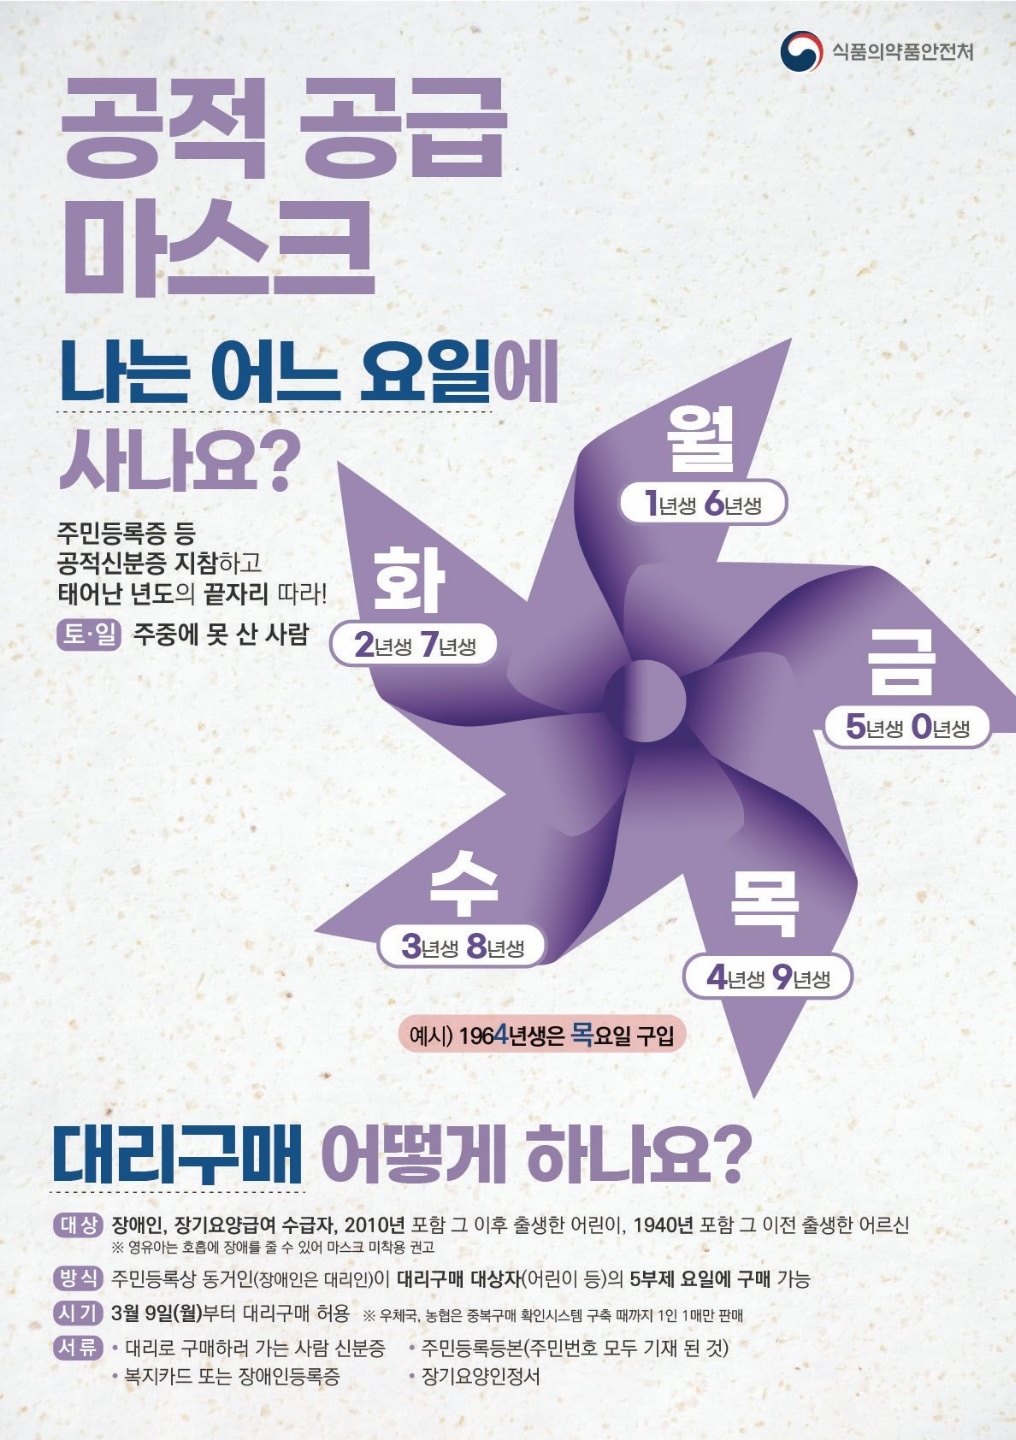 식품의약품안전처
공적 공급
마스크
나는 어느 요일에
사나요?
주민등록증 등
공적신분증 지참하고
태어난 년도의 끝자리 따라!
토·일 주중에 못 산 사람
월
1년생 6년생
화
2년생 7년생
금
5년생 0년생
수
3년생 8년생
목
4년생 9년생
예시) 1964년생은 목요일 구입
대리구매 어떻게 하나요?
대상 장애인, 장기요양급여 수급자, 2010년 포함 그 이후 출생한 어린이, 1940년 포함 그 이전 출생한 어르신
※ 영유아는 호흡에 장애를 줄 수 있어 마스크 미착용 권고
방식 주민등록상 동거인(장애인은 대리인)이 대리구매 대상자(어린이 등)의 5부제 요일에 구매 가능
시기 3월 9일(월)부터 대리구매 허용 ※ 우체국, 농협은 중복구매 확인시스템 구축 때까지 1인 1매만 판매
서류 • 대리로 구매하러 가는 사람 신분증 • 주민등록등본(주민번호 모두 기재 된 것)
• 복지카드 또는 장애인등록증 • 장기요양인정서